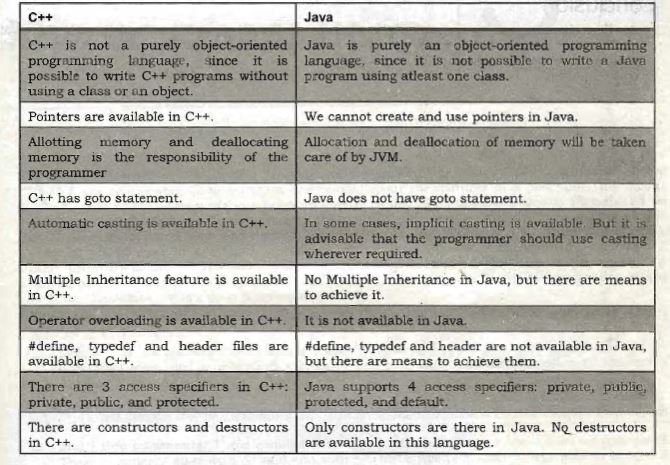 C++ Java
C++ is not a purely object-oriented
programming language, since it is
possible to write C++ programs without
using a class or an object.
Java is purely an object-oriented programming
language, since it is not possible to write a Java
program using atleast one class.
Pointers are available in C++.
We cannot create and use pointers in Java.
Allotting memory and deallocating
memory is the responsibility of the
programmer
Allocation and deallocation of memory will be taken
care of by JVM.
C++ has goto statement.
Java does not have goto statement.
Automatic casting is available in C++.
In some cases, implicit casting is available. But it is
advisable that the programmer should use casting
wherever required.
Multiple Inheritance feature is available
in C++.
No Multiple Inheritance in Java, but there are means
to achieve it.
Operator overloading is available in C++.
It is not available in Java.
#define, typedef and header files are
available in C++.
#define, typedef and header are not available in Java,
but there are means to achieve them.
There are 3 access specifiers in C++:
private, public, and protected.
Java supports 4 access specifiers: private, public,
protected, and default.
There are constructors and destructors
in C++.
Only constructors are there in Java. No destructors
are available in this language.